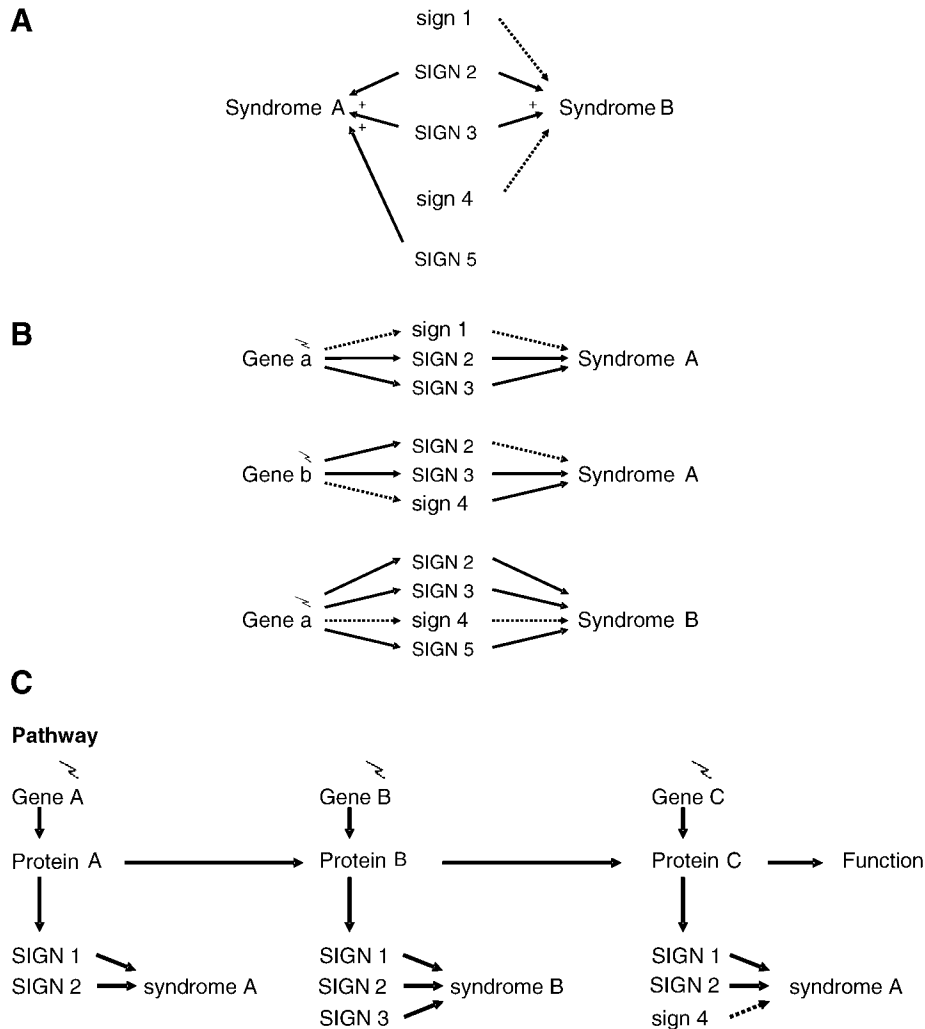 A
sign 1
SIGN 2
Syndrome A + + Syndrome B
+
SIGN 3
sign 4
SIGN 5
B
sign 1
Gene a SIGN 2 Syndrome A
SIGN 3
SIGN 2
Gene b SIGN 3 Syndrome A
sign 4
SIGN 2
SIGN 3
Gene a sign 4 Syndrome B
SIGN 5
C
Pathway
Gene A Gene B Gene C
Protein A Protein B Protein C Function
SIGN 1 SIGN 1 SIGN 1
SIGN 2 syndrome A SIGN 2 syndrome B SIGN 2 syndrome A
SIGN 3 sign 4